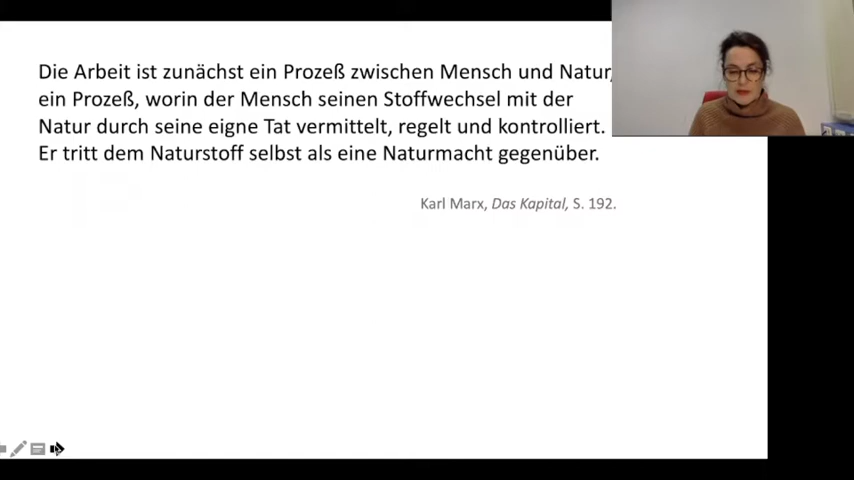 Die Arbeit ist zunächst ein Prozeß zwischen Mensch und Natur,
ein Prozeß, worin der Mensch seinen Stoffwechsel mit der
Natur durch seine eigne Tat vermittelt, regelt und kontrolliert.
Er tritt dem Naturstoff selbst als eine Naturmacht gegenüber.
Karl Marx, Das Kapital, S. 192.